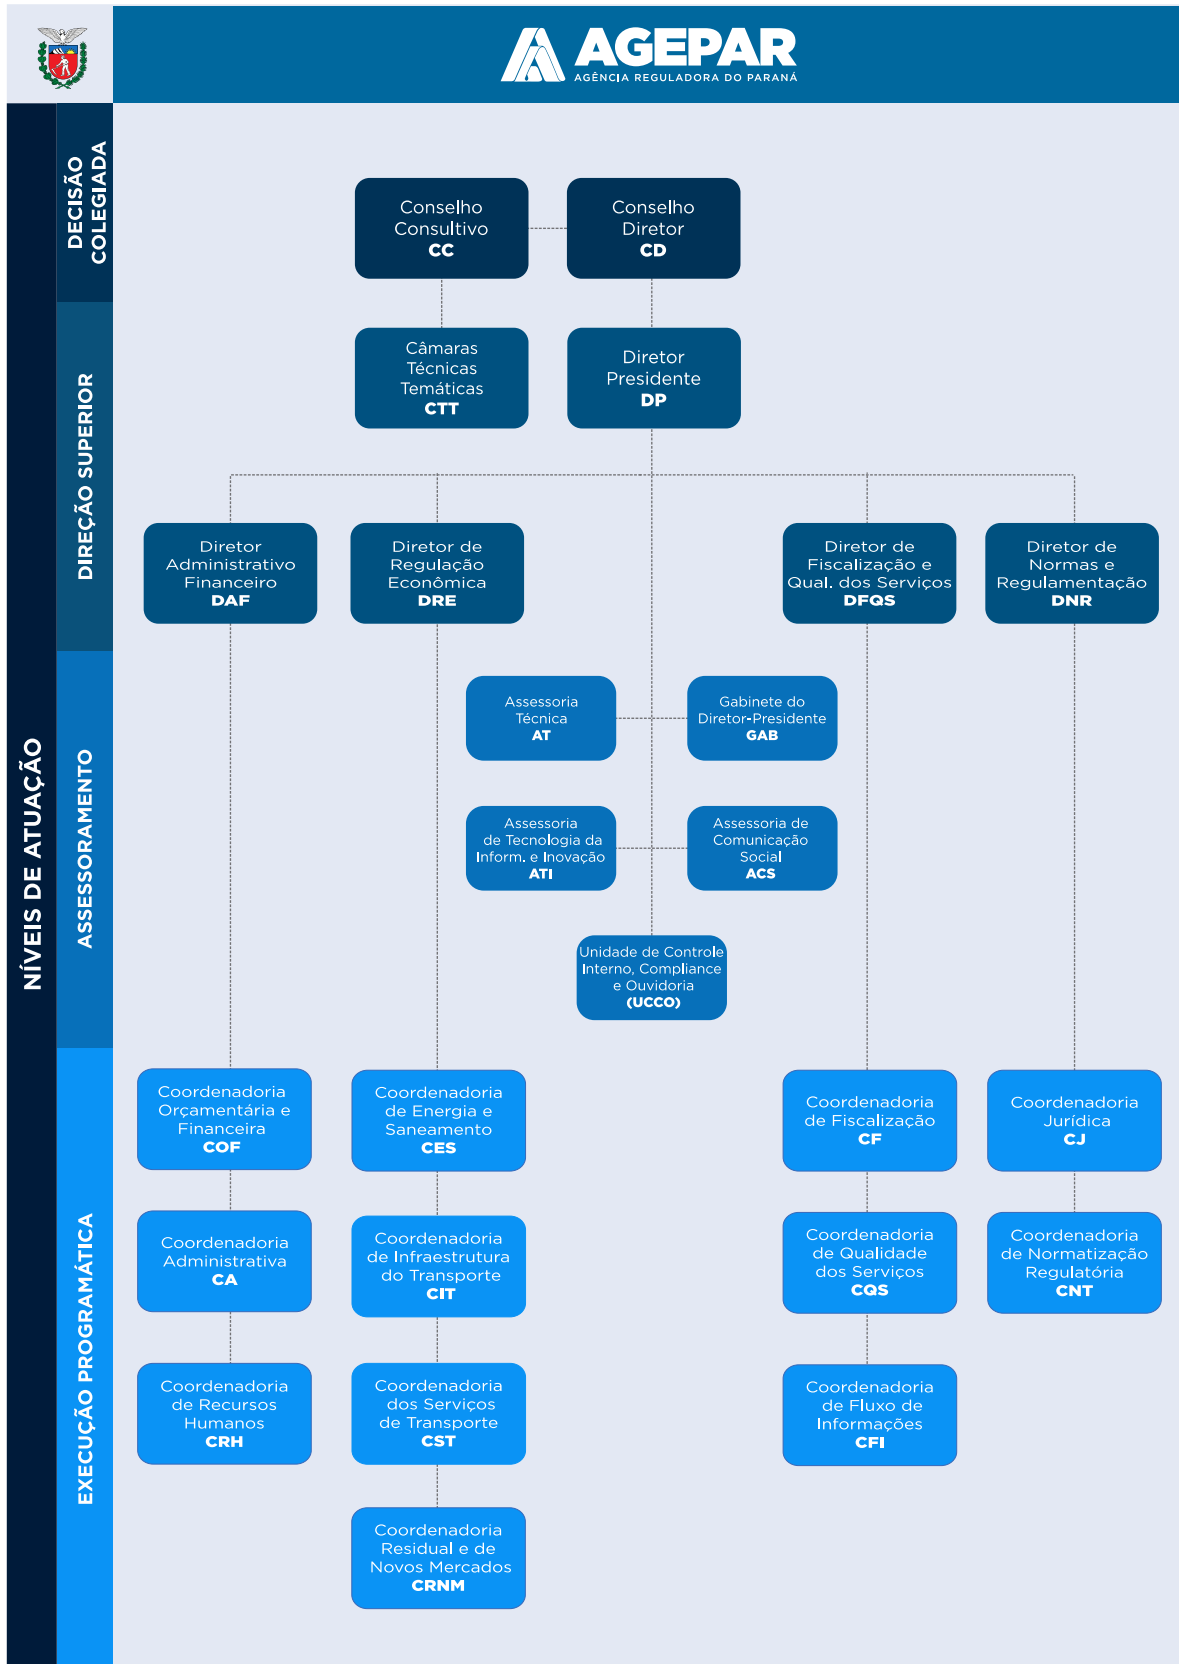 AGEPAR
AGÊNCIA REGULADORA DO PARANÁ
NÍVEIS DE ATUAÇÃO
DECISÃO
COLEGIADA
Conselho
Consultivo
CC
Conselho
Diretor
CD
DIREÇÃO SUPERIOR
Câmaras
Técnicas
Temáticas
CTT
Diretor
Presidente
DP
Diretor
Administrativo
Financeiro
DAF
Diretor de
Regulação
Econômica
DRE
Diretor de
Fiscalização e
Qual. dos Serviços
DFQS
Diretor de
Normas e
Regulamentação
DNR
ASSESSORAMENTO
Assessoria
Técnica
AT
Gabinete do
Diretor-Presidente
GAB
Assessoria
de Tecnologia da
Inform. e Inovação
ATI
Assessoria de
Comunicação
Social
ACS
Unidade de Controle
Interno, Compliance
e Ouvidoria
(UCCO)
EXECUÇÃO PROGRAMÁTICA
Coordenadoria
Orçamentária e
Financeira
COF
Coordenadoria
de Energia e
Saneamento
CES
Coordenadoria
de Fiscalização
CF
Coordenadoria
Jurídica
CJ
Coordenadoria
Administrativa
CA
Coordenadoria
de Infraestrutura
do Transporte
CIT
Coordenadoria
de Qualidade
dos Serviços
CQS
Coordenadoria
de Normatização
Regulatória
CNT
Coordenadoria
de Recursos
Humanos
CRH
Coordenadoria
dos Serviços
de Transporte
CST
Coordenadoria
de Fluxo de
Informações
CFI
Coordenadoria
Residual e de
Novos Mercados
CRNM